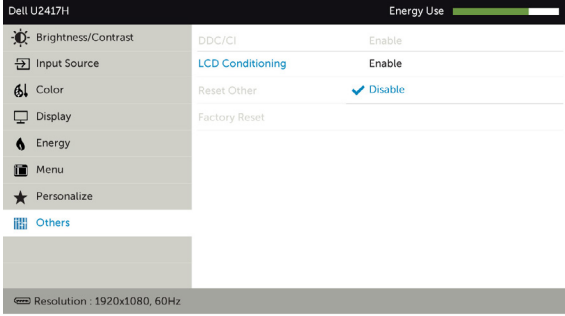 Dell U2417H Energy Use
Brightness/Contrast DDC/CI Enable
Input Source LCD Conditioning Enable
Color Reset Other Disable
Display Factory Reset
Energy
Menu
Personalize
Others
Resolution : 1920x1080, 60Hz